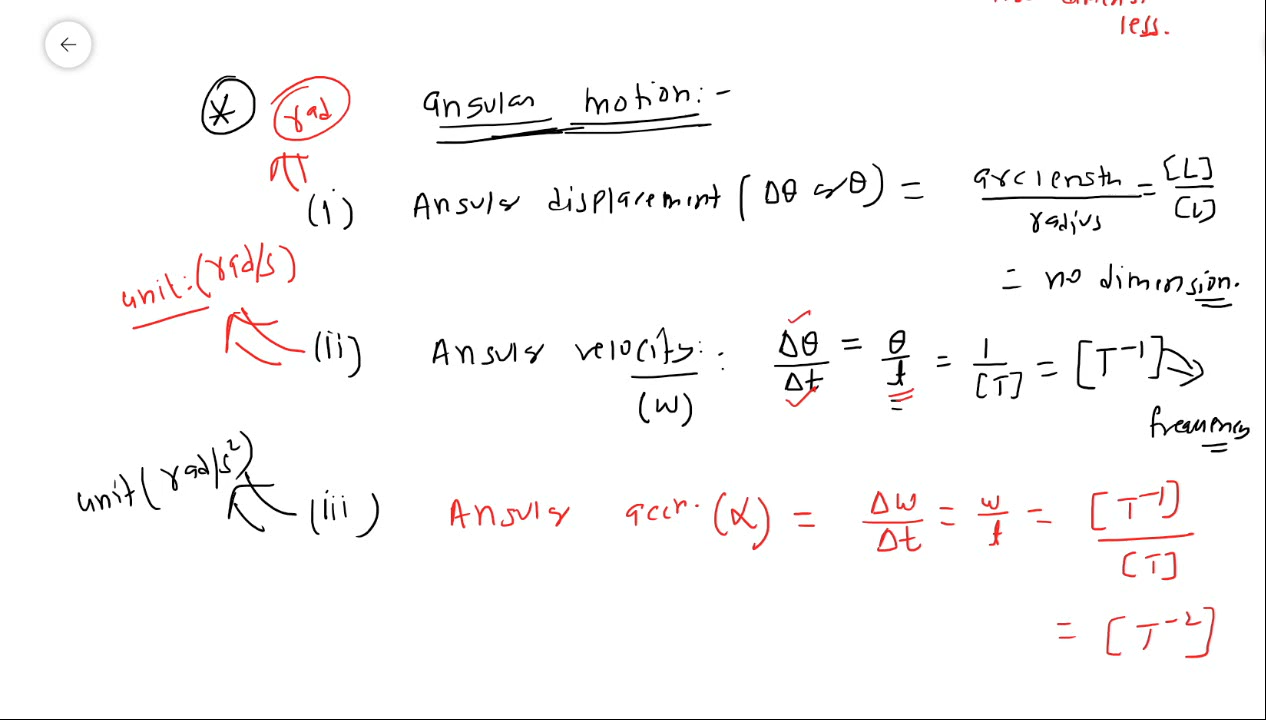 less.
* rad Angular motion:-
(i) Angular displacement (Δθ or θ) = arc length / radius = [L] / [L]
= no dimension.
unit:- (rad/s)
(ii) Angular velocity:- (ω) : Δθ/Δt = θ/t = 1/[T] = [T⁻¹]
frequency
unit (rad/s²)
(iii) Angular accn. (α) = Δω/Δt = ω/t = [T⁻¹]/[T]
= [T⁻²]